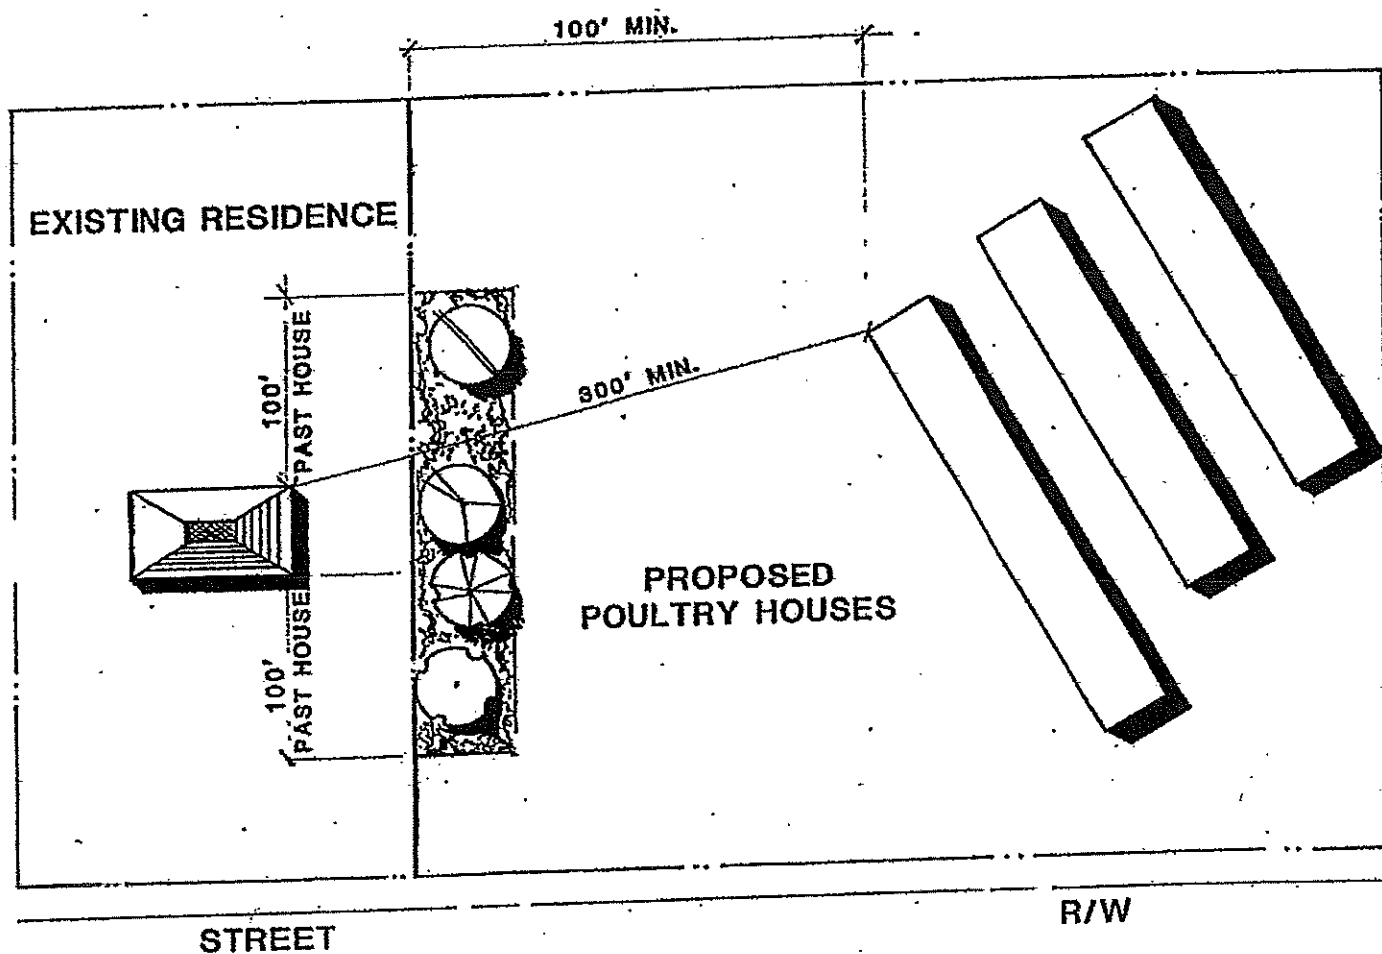 100' MIN.
EXISTING RESIDENCE
100'
PAST HOUSE
300' MIN.
100'
PAST HOUSE
PROPOSED
POULTRY HOUSES
STREET
R/W